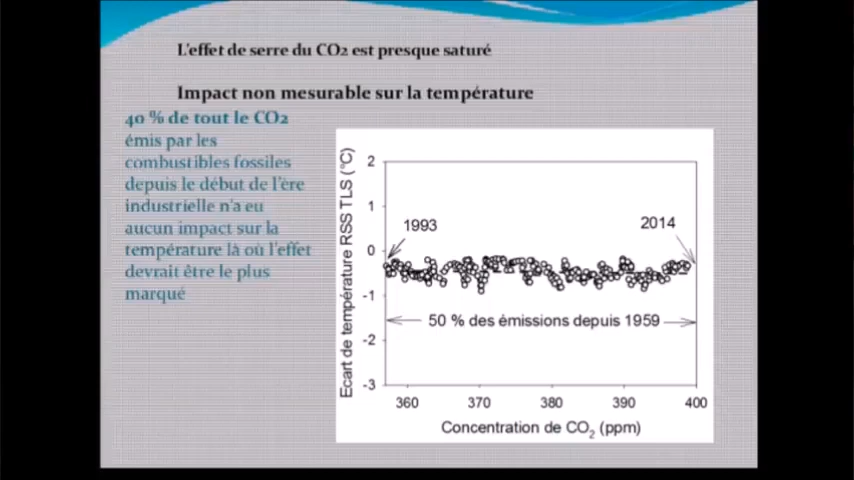 L'effet de serre du CO2 est presque saturé
Impact non mesurable sur la température
40 % de tout le CO2
émis par les
combustibles fossiles
depuis le début de l'ère
industrielle n'a eu
aucun impact sur la
température là où l'effet
devrait être le plus
marqué
Ecart de température RSS TLS (°C)
2
1
0
-1
-2
-3
1993
2014
50 % des émissions depuis 1959
360
370
380
390
400
Concentration de CO2 (ppm)